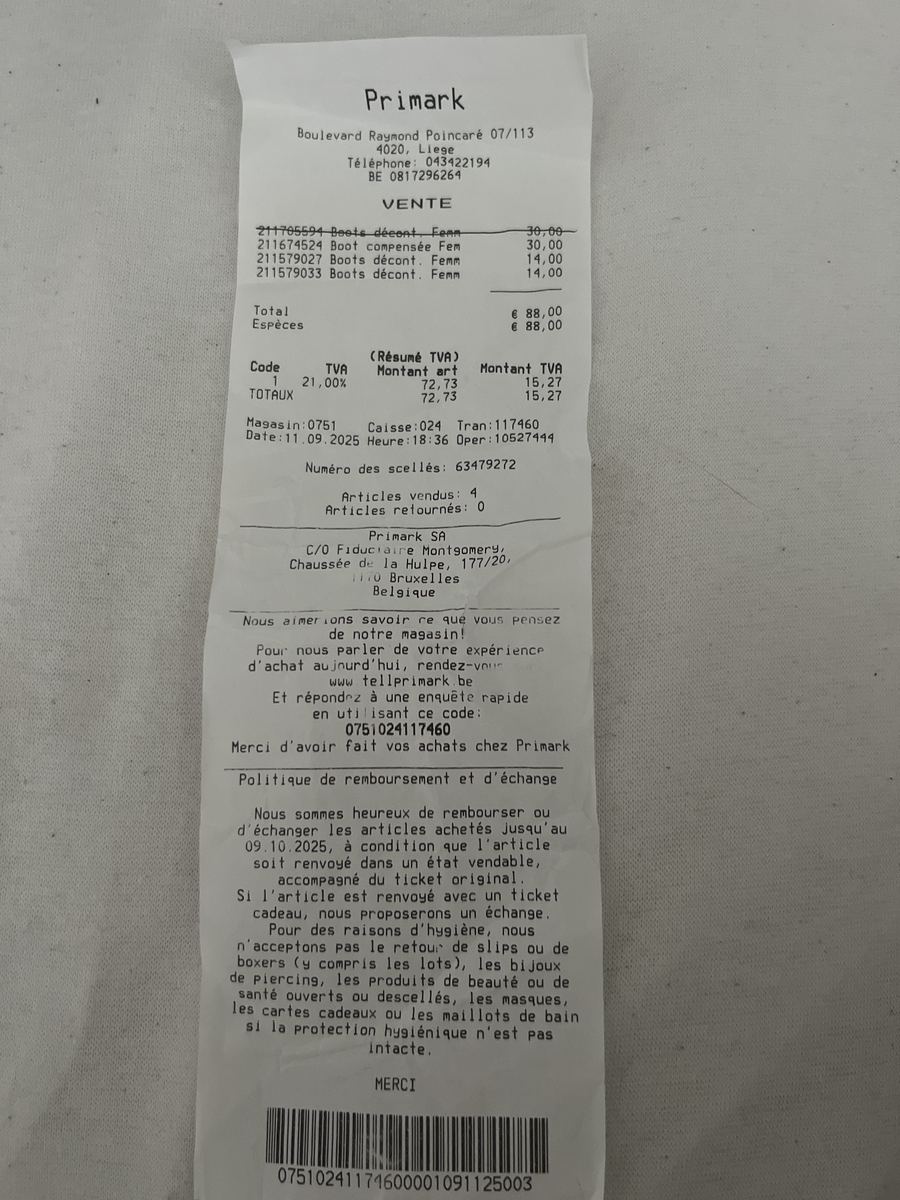 Primark
Boulevard Raymond Poincaré 07/113
4020, Liege
Téléphone: 043422194
BE 0817296264
VENTE
211705594 Boots décont. Femm 30,00
211674524 Boot compensée Fem 30,00
211579027 Boots décont. Femm 14,00
211579033 Boots décont. Femm 14,00
Total € 88,00
Espèces € 88,00
(Résumé TVA)
Code TVA Montant art Montant TVA
1 21,00% 72,73 15,27
TOTAUX 72,73 15,27
Magasin:0751 Caisse:024 Tran:117460
Date:11.09.2025 Heure:18:36 Oper:10527444
Numéro des scellés: 63479272
Articles vendus: 4
Articles retournés: 0
Primark SA
C/O Fiduciaire Montgomery,
Chaussée de la Hulpe, 177/20,
1170 Bruxelles
Belgique
Nous aimerions savoir ce que vous pensez
de notre magasin!
Pour nous parler de votre expérience
d'achat aujourd'hui, rendez-vous
www.tellprimark.be
Et répondez à une enquête rapide
en utilisant ce code:
0751024117460
Merci d'avoir fait vos achats chez Primark
Politique de remboursement et d'échange
Nous sommes heureux de rembourser ou
d'échanger les articles achetés jusqu'au
09.10.2025, à condition que l'article
soit renvoyé dans un état vendable,
accompagné du ticket original.
Si l'article est renvoyé avec un ticket
cadeau, nous proposerons un échange.
Pour des raisons d'hygiène, nous
n'acceptons pas le retour de slips ou de
boxers (y compris les lots), les bijoux
de piercing, les produits de beauté ou de
santé ouverts ou descellés, les masques,
les cartes cadeaux ou les maillots de bain
si la protection hygiénique n'est pas
intacte.
MERCI
07510241174600001091125003